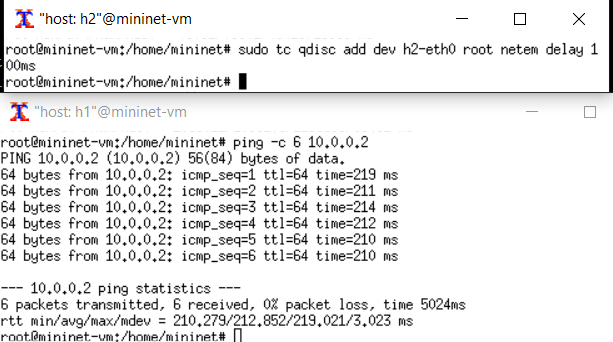 "host: h2"@mininet-vm
root@mininet-vm:/home/mininet# sudo tc qdisc add dev h2-eth0 root netem delay 1
00ms
root@mininet-vm:/home/mininet#
"host: h1"@mininet-vm
root@mininet-vm:/home/mininet# ping -c 6 10.0.0.2
PING 10.0.0.2 (10.0.0.2) 56(84) bytes of data.
64 bytes from 10.0.0.2: icmp_seq=1 ttl=64 time=219 ms
64 bytes from 10.0.0.2: icmp_seq=2 ttl=64 time=211 ms
64 bytes from 10.0.0.2: icmp_seq=3 ttl=64 time=214 ms
64 bytes from 10.0.0.2: icmp_seq=4 ttl=64 time=212 ms
64 bytes from 10.0.0.2: icmp_seq=5 ttl=64 time=210 ms
64 bytes from 10.0.0.2: icmp_seq=6 ttl=64 time=210 ms
--- 10.0.0.2 ping statistics ---
6 packets transmitted, 6 received, 0% packet loss, time 5024ms
rtt min/avg/max/mdev = 210.279/212.852/219.021/3.023 ms
root@mininet-vm:/home/mininet#